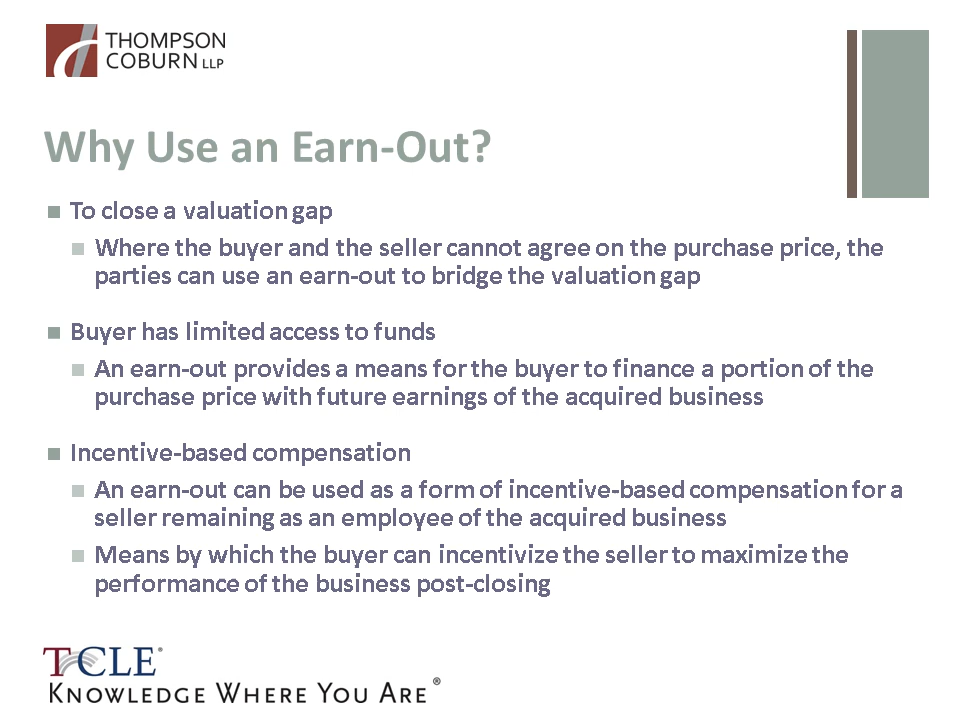 THOMPSON
COBURN LLP
Why Use an Earn-Out?
To close a valuation gap
Where the buyer and the seller cannot agree on the purchase price, the
parties can use an earn-out to bridge the valuation gap
Buyer has limited access to funds
An earn-out provides a means for the buyer to finance a portion of the
purchase price with future earnings of the acquired business
Incentive-based compensation
An earn-out can be used as a form of incentive-based compensation for a
seller remaining as an employee of the acquired business
Means by which the buyer can incentivize the seller to maximize the
performance of the business post-closing
TCCLE®
KNOWLEDGE WHERE YOU ARE®